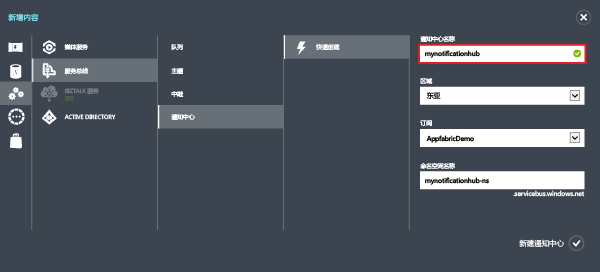 新增内容
媒体服务
服务总线
BIZTALK 服务
ACTIVE DIRECTORY
队列
主题
中继
通知中心
快速创建
通知中心名称
mynotificationhub
区域
东亚
订阅
AppfabricDemo
命名空间名称
mynotificationhub-ns
.servicebus.windows.net
新建通知中心